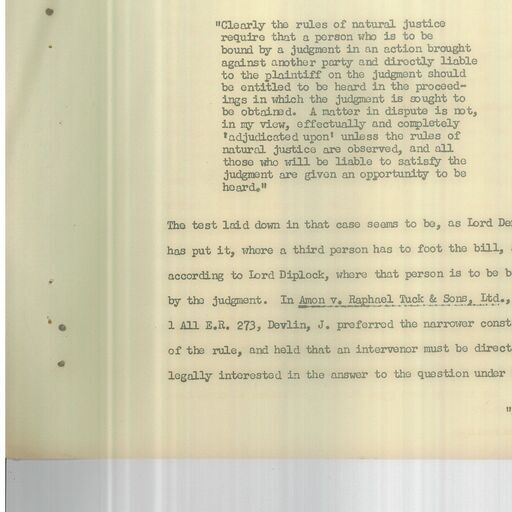 "Clearly the rules of natural justice
require that a person who is to be
bound by a judgment in an action brought
against another party and directly liable
to the plaintiff on the judgment should
be entitled to be heard in the proceed-
ings in which the judgment is sought to
be obtained.  A matter in dispute is not,
in my view, effectually and completely
'adjudicated upon' unless the rules of
natural justice are observed, and all
those who will be liable to satisfy the
judgment are given an opportunity to be
heard."
The test laid down in that case seems to be, as Lord De
has put it, where a third person has to foot the bill,
according to Lord Diplock, where that person is to be b
by the judgment.  In Amon v. Raphael Tuck & Sons, Ltd.,
1 All E.R. 273, Devlin, J. preferred the narrower const
of the rule, and held that an intervenor must be direct
legally interested in the answer to the question under
"